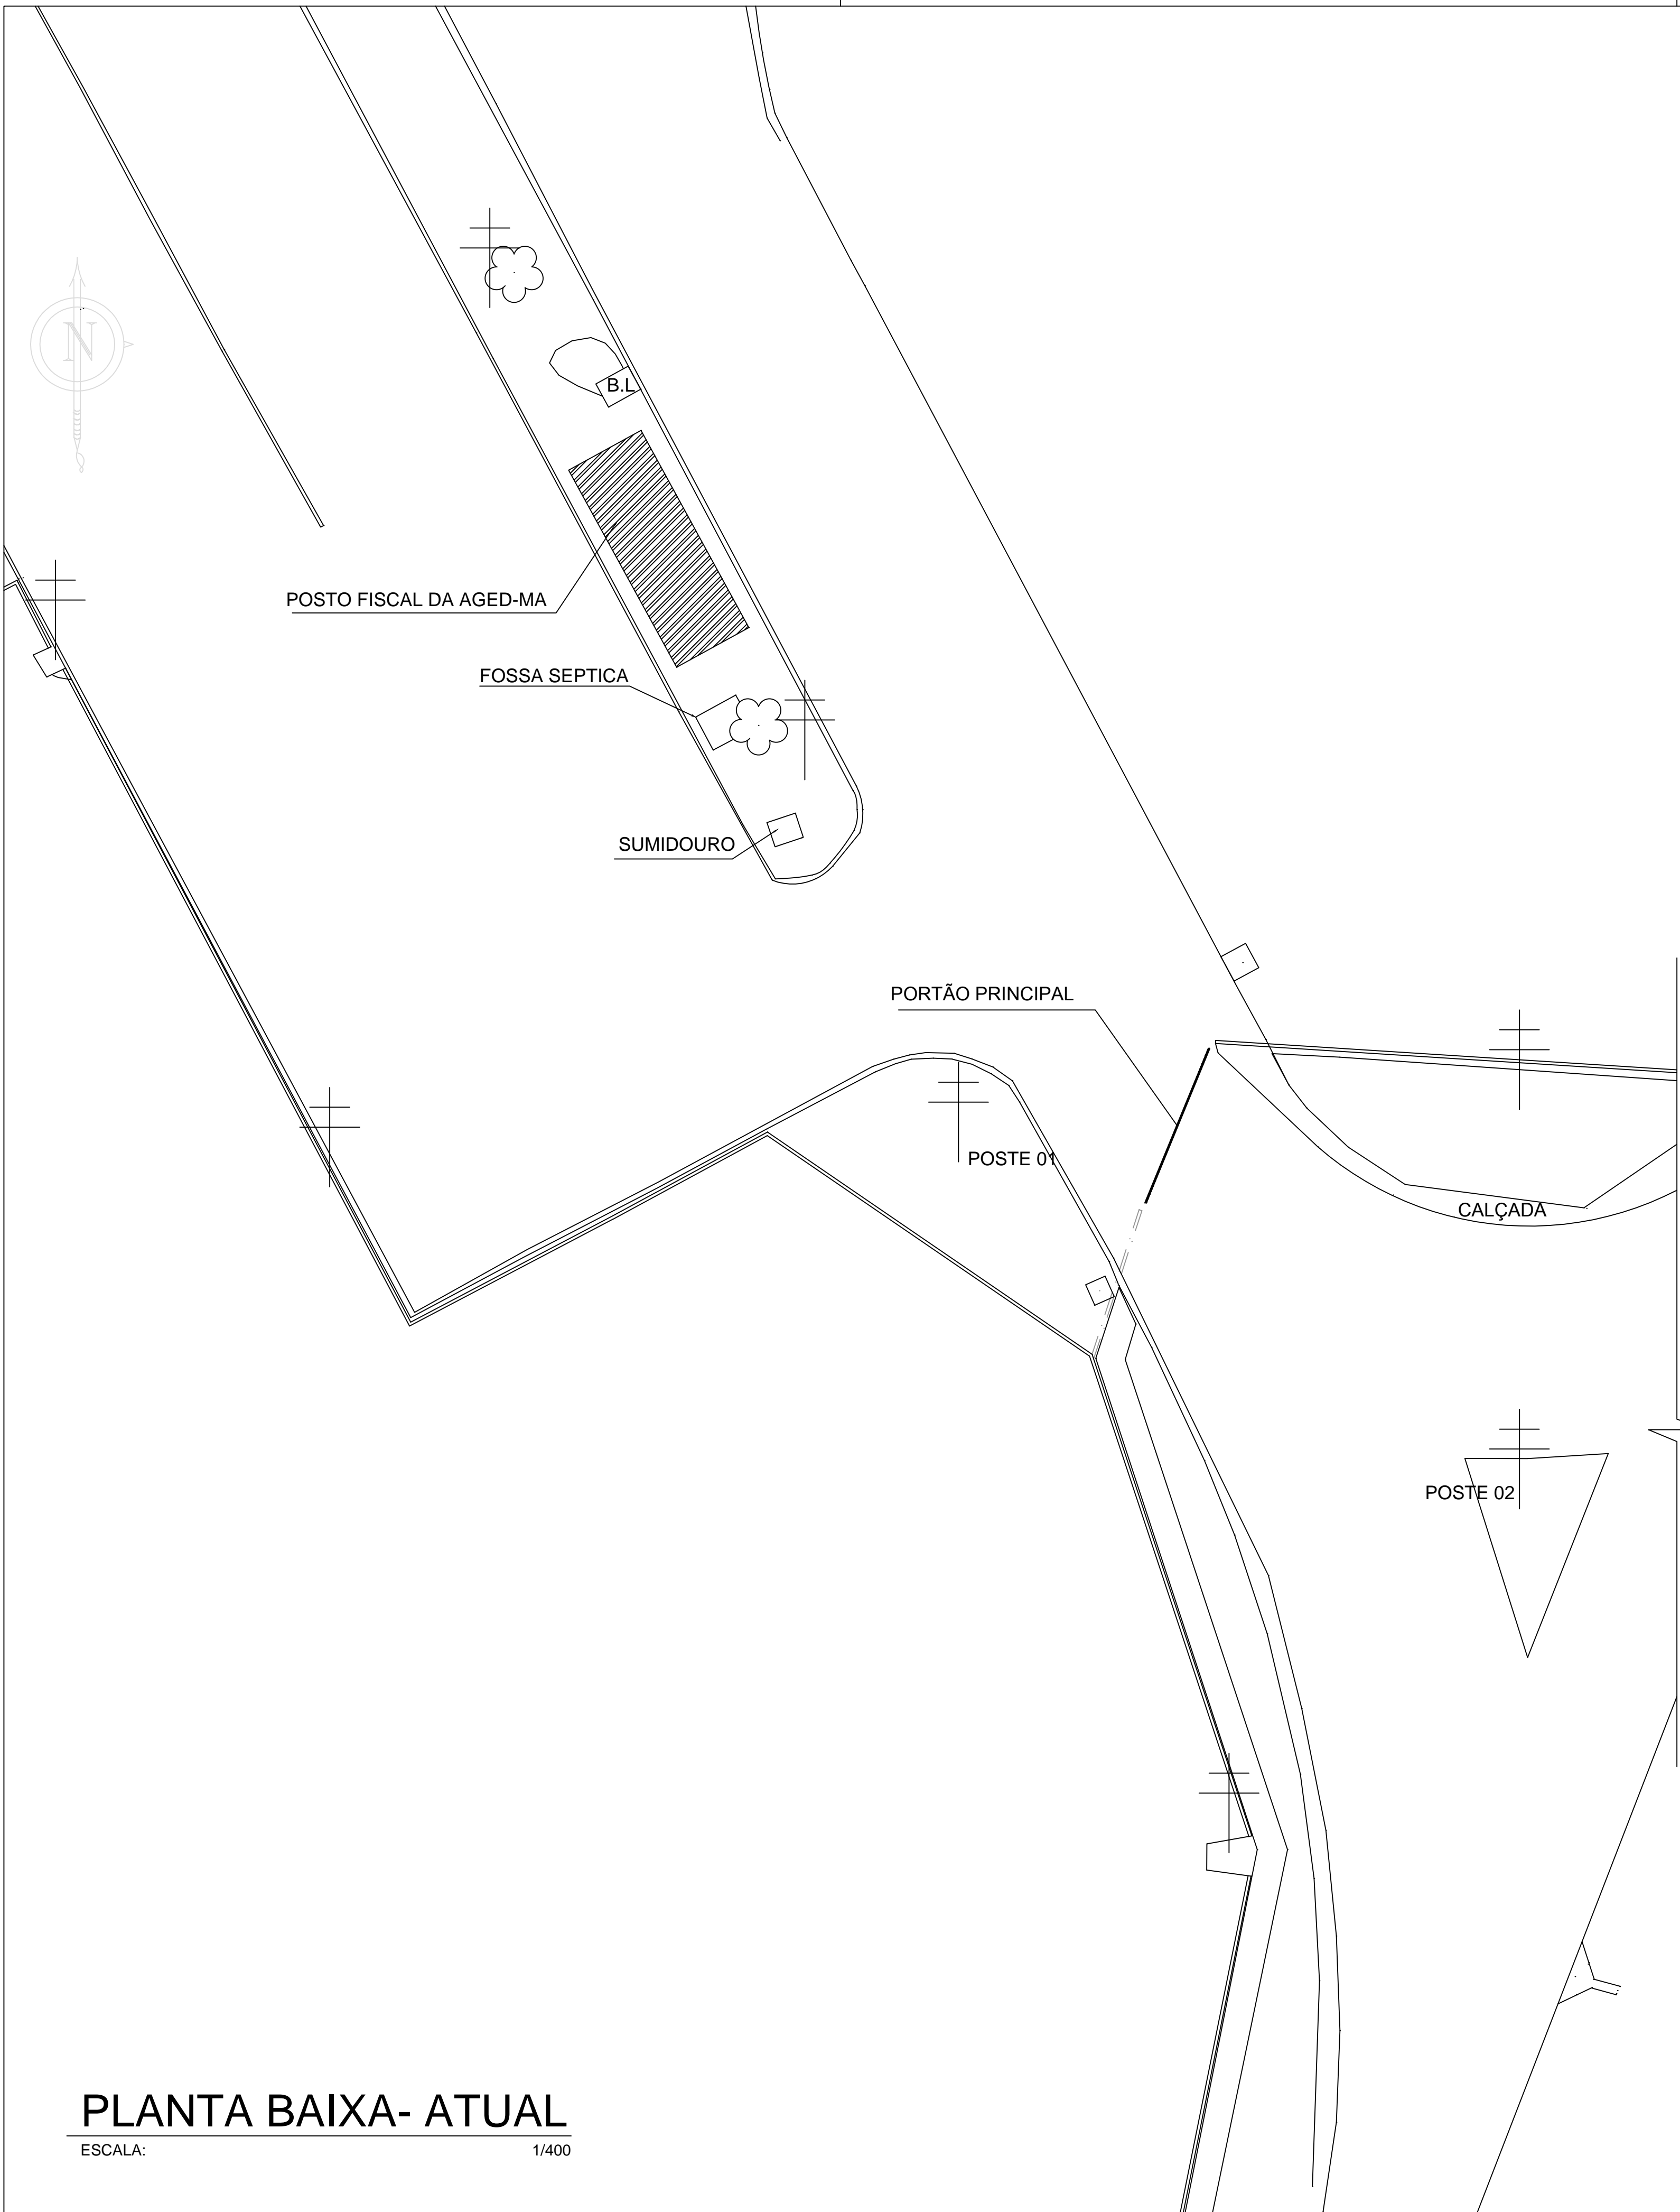 N
B.L
POSTO FISCAL DA AGED-MA
FOSSA SEPTICA
SUMIDOURO
PORTÃO PRINCIPAL
POSTE 01
CALÇADA
POSTE 02
PLANTA BAIXA- ATUAL
ESCALA: 1/400